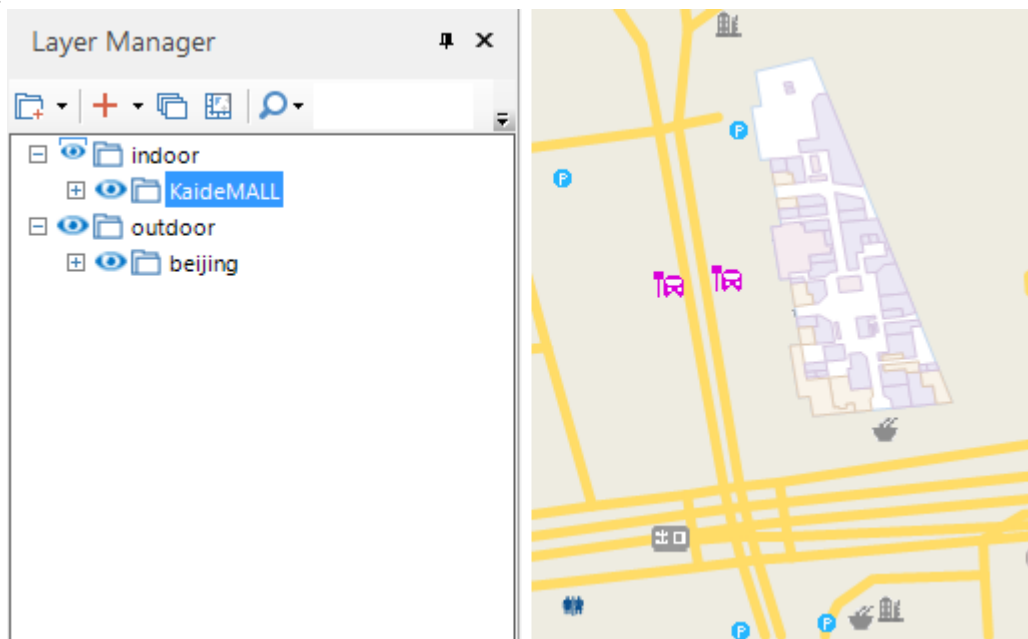 Layer Manager
indoor
KaideMALL
outdoor
beijing
P
P
出口
P
P